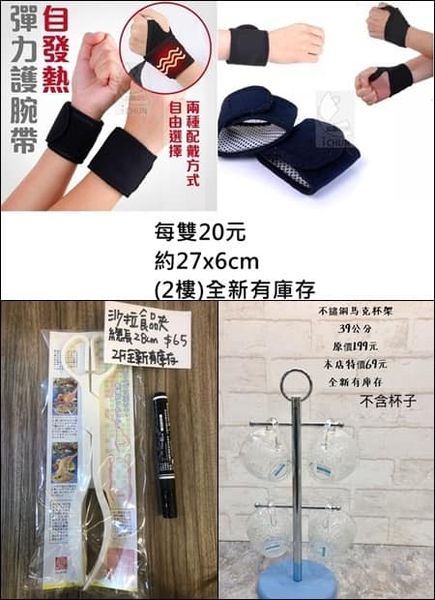 自發熱
彈力護腕帶
兩種配戴方式
自由選擇
iCHUN
iCHUN
每雙20元
約27x6cm
(2樓)全新有庫存
沙拉食品夾
總長28cm $65
2F全新有庫存
不鏽鋼馬克杯架
39公分
原價199元
本店特價69元
全新有庫存
不含杯子